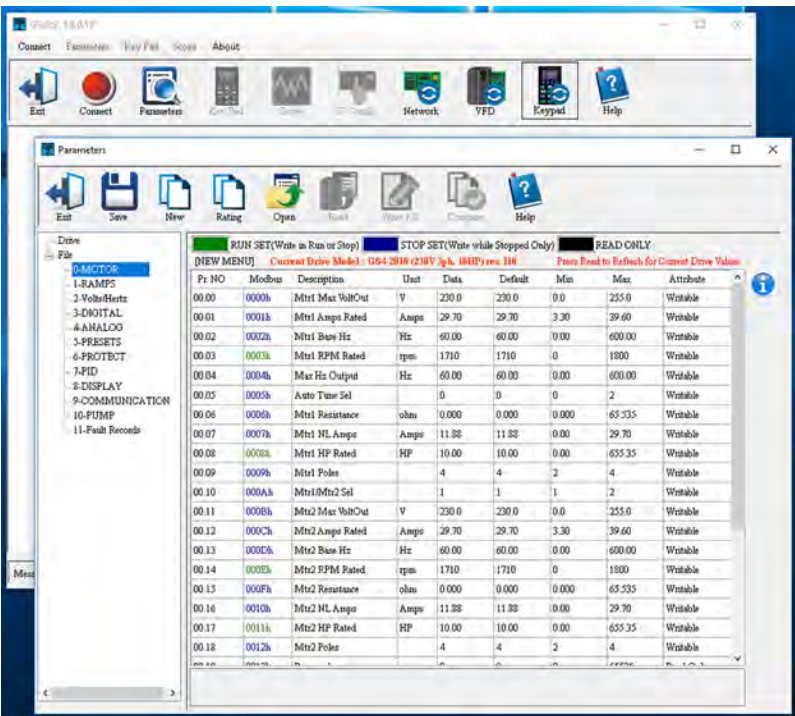 Connect Parameters Key Pad Scope About
Exit Connect Parameters Key Pad Scope Network VFD Keypad Help
Parameters
Exit Save New Rating Open Read Compare Help
Drive
File
0-MOTOR
1-RAMPS
2-Volts/Hertz
3-DIGITAL
4-ANALOG
5-PRESETS
6-PROTECT
7-PID
8-DISPLAY
9-COMMUNICATION
10-PUMP
11-Fault Records
RUN SET(Write in Run or Stop) STOP SET(Write while Stopped Only) READ ONLY
[NEW MENU] Current Drive Model : GS4-2010 (230V 3ph, 10HP) rev. 110 Press Read to Refresh for Current Drive Values
Pr NO Modbus Description Unit Data Default Min Max Attribute
00.00 0000h Mtr1 Max VoltOut V 230.0 230.0 0.0 255.0 Writable
00.01 0001h Mtr1 Amps Rated Amps 29.70 29.70 3.30 39.60 Writable
00.02 0002h Mtr1 Base Hz Hz 60.00 60.00 0.00 600.00 Writable
00.03 0003h Mtr1 RPM Rated rpm 1710 1710 0 1800 Writable
00.04 0004h Max Hz Output Hz 60.00 60.00 0.00 600.00 Writable
00.05 0005h Auto Tune Sel 0 0 0 2 Writable
00.06 0006h Mtr1 Resistance ohm 0.000 0.000 0.000 65.535 Writable
00.07 0007h Mtr1 NL Amps Amps 11.88 11.88 0.00 29.70 Writable
00.08 0008h Mtr1 HP Rated HP 10.00 10.00 0.00 655.35 Writable
00.09 0009h Mtr1 Poles 4 4 2 4 Writable
00.10 000Ah Mtr1/Mtr2 Sel 1 1 1 2 Writable
00.11 000Bh Mtr2 Max VoltOut V 230.0 230.0 0.0 255.0 Writable
00.12 000Ch Mtr2 Amps Rated Amps 29.70 29.70 3.30 39.60 Writable
00.13 000Dh Mtr2 Base Hz Hz 60.00 60.00 0.00 600.00 Writable
00.14 000Eh Mtr2 RPM Rated rpm 1710 1710 0 1800 Writable
00.15 000Fh Mtr2 Resistance ohm 0.000 0.000 0.000 65.535 Writable
00.16 0010h Mtr2 NL Amps Amps 11.88 11.88 0.00 29.70 Writable
00.17 0011h Mtr2 HP Rated HP 10.00 10.00 0.00 655.35 Writable
00.18 0012h Mtr2 Poles 4 4 2 4 Writable